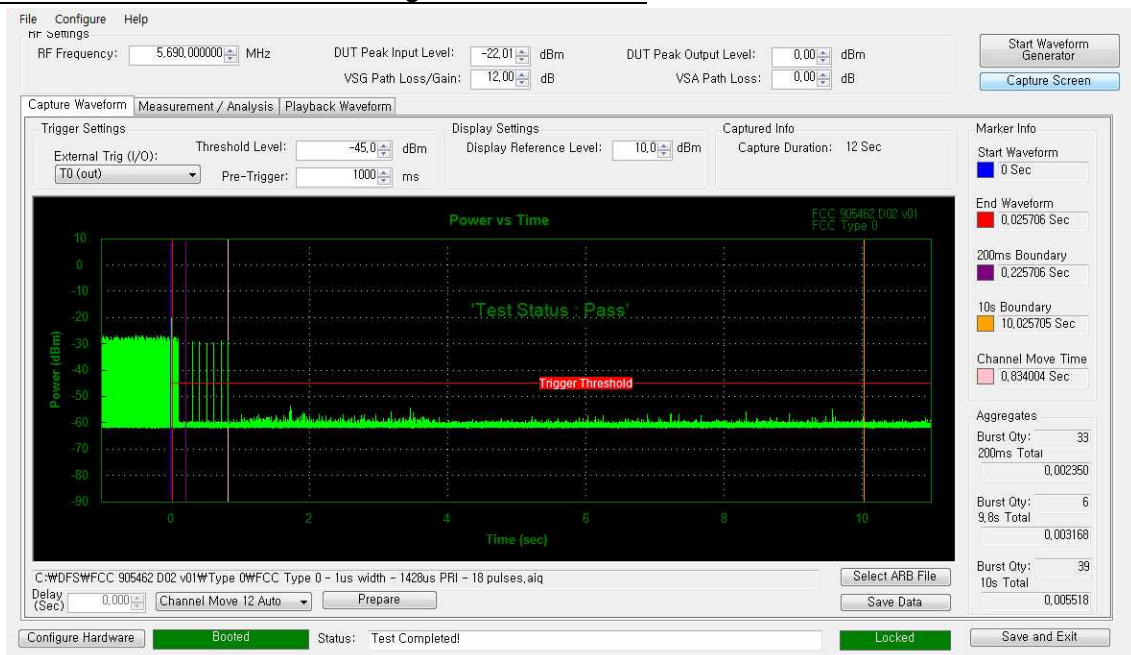 File Configure Help
RF Settings
RF Frequency: 5,690,000000 MHz
DUT Peak Input Level: -22,01 dBm
DUT Peak Output Level: 0,00 dBm
VSG Path Loss/Gain: 12,00 dB
VSA Path Loss: 0,00 dB
Start Waveform
Generator
Capture Screen
Capture Waveform Measurement / Analysis Playback Waveform
Trigger Settings
External Trig (I/O):
T0 (out)
Threshold Level: -45,0 dBm
Pre-Trigger: 1000 ms
Display Settings
Display Reference Level: 10,0 dBm
Captured Info
Capture Duration: 12 Sec
Power vs Time
FCC 905462 D02 v01
FCC Type 0
'Test Status : Pass'
Trigger Threshold
Power (dBm)
10
0
-10
-20
-30
-40
-50
-60
-70
-80
-90
0 2 4 6 8 10
Time (sec)
Marker Info
Start Waveform
0 Sec
End Waveform
0,025706 Sec
200ms Boundary
0,225706 Sec
10s Boundary
10,025705 Sec
Channel Move Time
0,834004 Sec
Aggregates
Burst Qty: 33
200ms Total
0,002350
Burst Qty: 6
9,8s Total
0,003168
Burst Qty: 39
10s Total
0,005518
C:₩DFS₩FCC 905462 D02 v01₩Type 0₩FCC Type 0 - 1us width - 1428us PRI - 18 pulses,aiq
Select ARB File
Delay
(Sec) 0,000 Channel Move 12 Auto Prepare
Save Data
Configure Hardware Booted Status: Test Completed! Locked Save and Exit